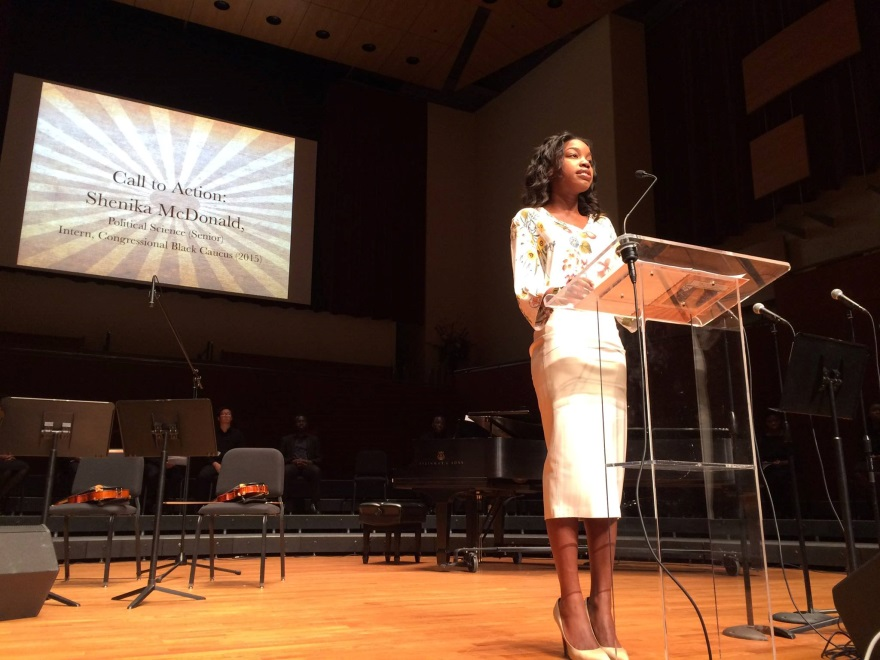 Call to Action:
Shenika McDonald,
Political Science (Senior)
Intern, Congressional Black Caucus (2015)